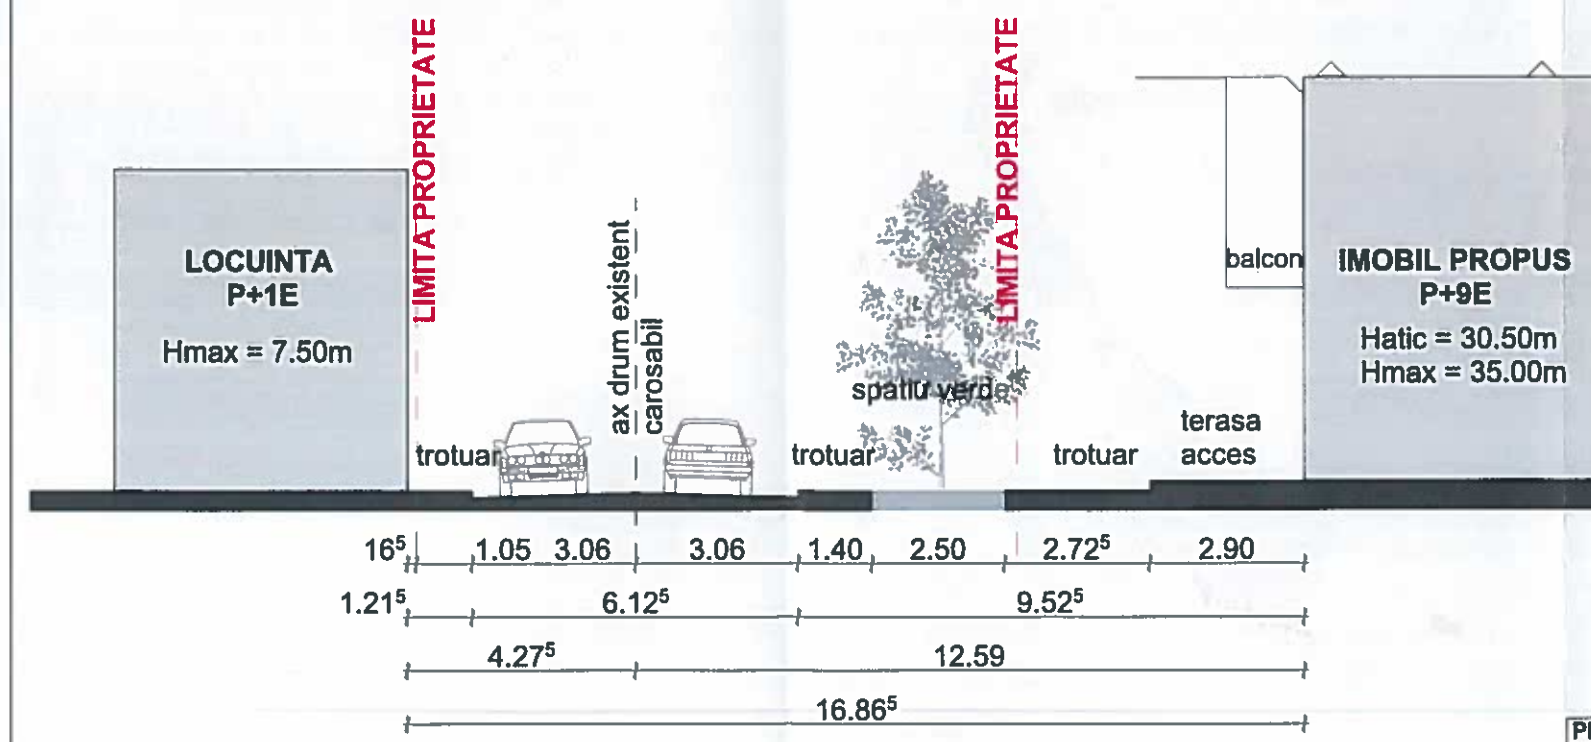 LIMITA PROPRIETATE
LIMITA PROPRIETATE
LOCUINTA
P+1E
Hmax = 7.50m
ax drum existent
carosabil
balcon
IMOBIL PROPUS
P+9E
Hatic = 30.50m
Hmax = 35.00m
spatiu verde
terasa
acces
trotuar
trotuar
trotuar
16⁵ 1.05 3.06 3.06 1.40 2.50 2.72⁵ 2.90
1.21⁵ 6.12⁵ 9.52⁵
4.27⁵ 12.59
16.86⁵